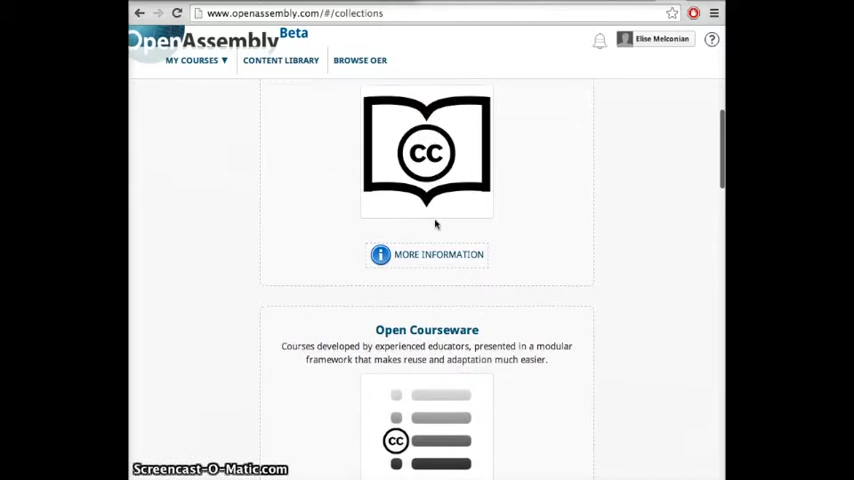 www.openassembly.com/#/collections
OpenAssembly Beta
Elise Melconian
?
MY COURSES ▼ CONTENT LIBRARY BROWSE OER
CC
i MORE INFORMATION
Open Courseware
Courses developed by experienced educators, presented in a modular
framework that makes reuse and adaptation much easier.
CC
Screencast-O-Matic.com